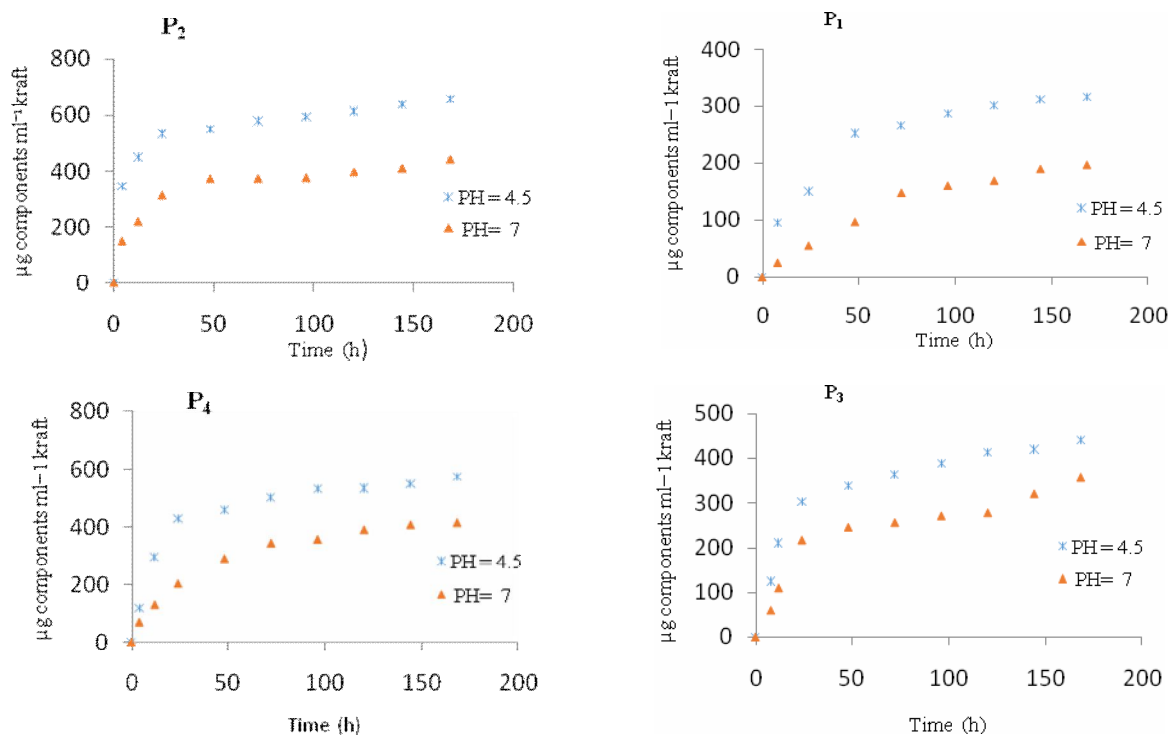 P₂
µg components ml⁻¹ kraft
800
600
400
200
0
PH = 4.5
PH= 7
0 50 100 150 200
Time (h)
P₁
µg components ml−1 kraft
400
300
200
100
0
PH = 4.5
PH= 7
0 50 100 150 200
Time (h)
P₄
µg components ml−1 kraft
800
600
400
200
0
PH = 4.5
PH= 7
0 50 100 150 200
Time (h)
P₃
µg components ml−1 kraft
500
400
300
200
100
0
PH = 4.5
PH= 7
0 50 100 150 200
Time (h)